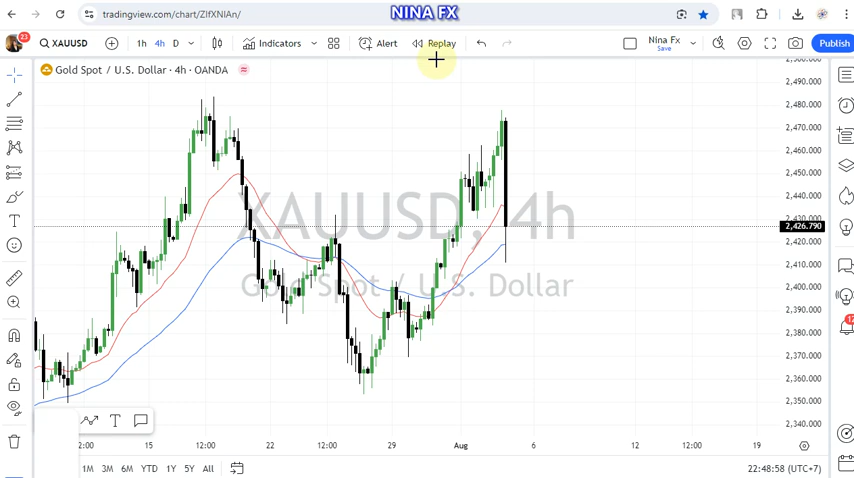 NINA FX
tradingview.com/chart/ZIfXNIAn/
23
XAUUSD
1h
4h
D
Indicators
Alert
Replay
Nina Fx
Save
Publish
Gold Spot / U.S. Dollar · 4h · OANDA
XAUUSD, 4h
Gold Spot / U.S. Dollar
2,490.000
2,480.000
2,470.000
2,460.000
2,450.000
2,440.000
2,430.000
2,426.790
2,420.000
2,410.000
2,400.000
2,390.000
2,380.000
2,370.000
2,360.000
2,350.000
2,340.000
2:00
15
12:00
22
12:00
29
Aug
6
12
19
1M
3M
6M
YTD
1Y
5Y
All
22:48:58 (UTC+7)